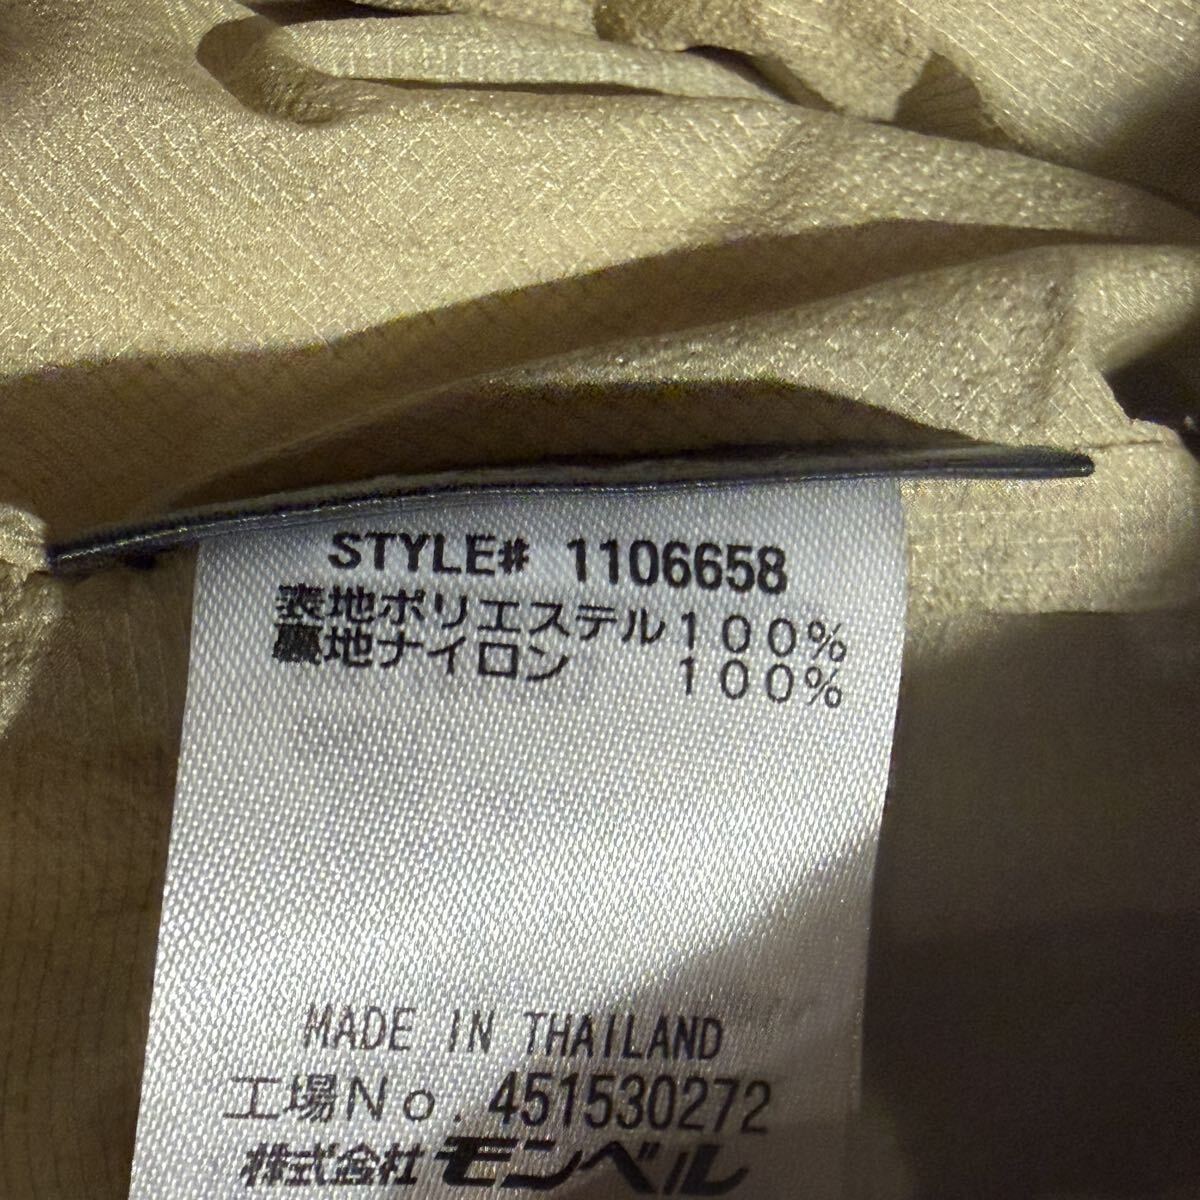 STYLE# 1106658
表地ポリエステル100%
裏地ナイロン 100%
MADE IN THAILAND
工場No. 451530272
株式会社モンベル